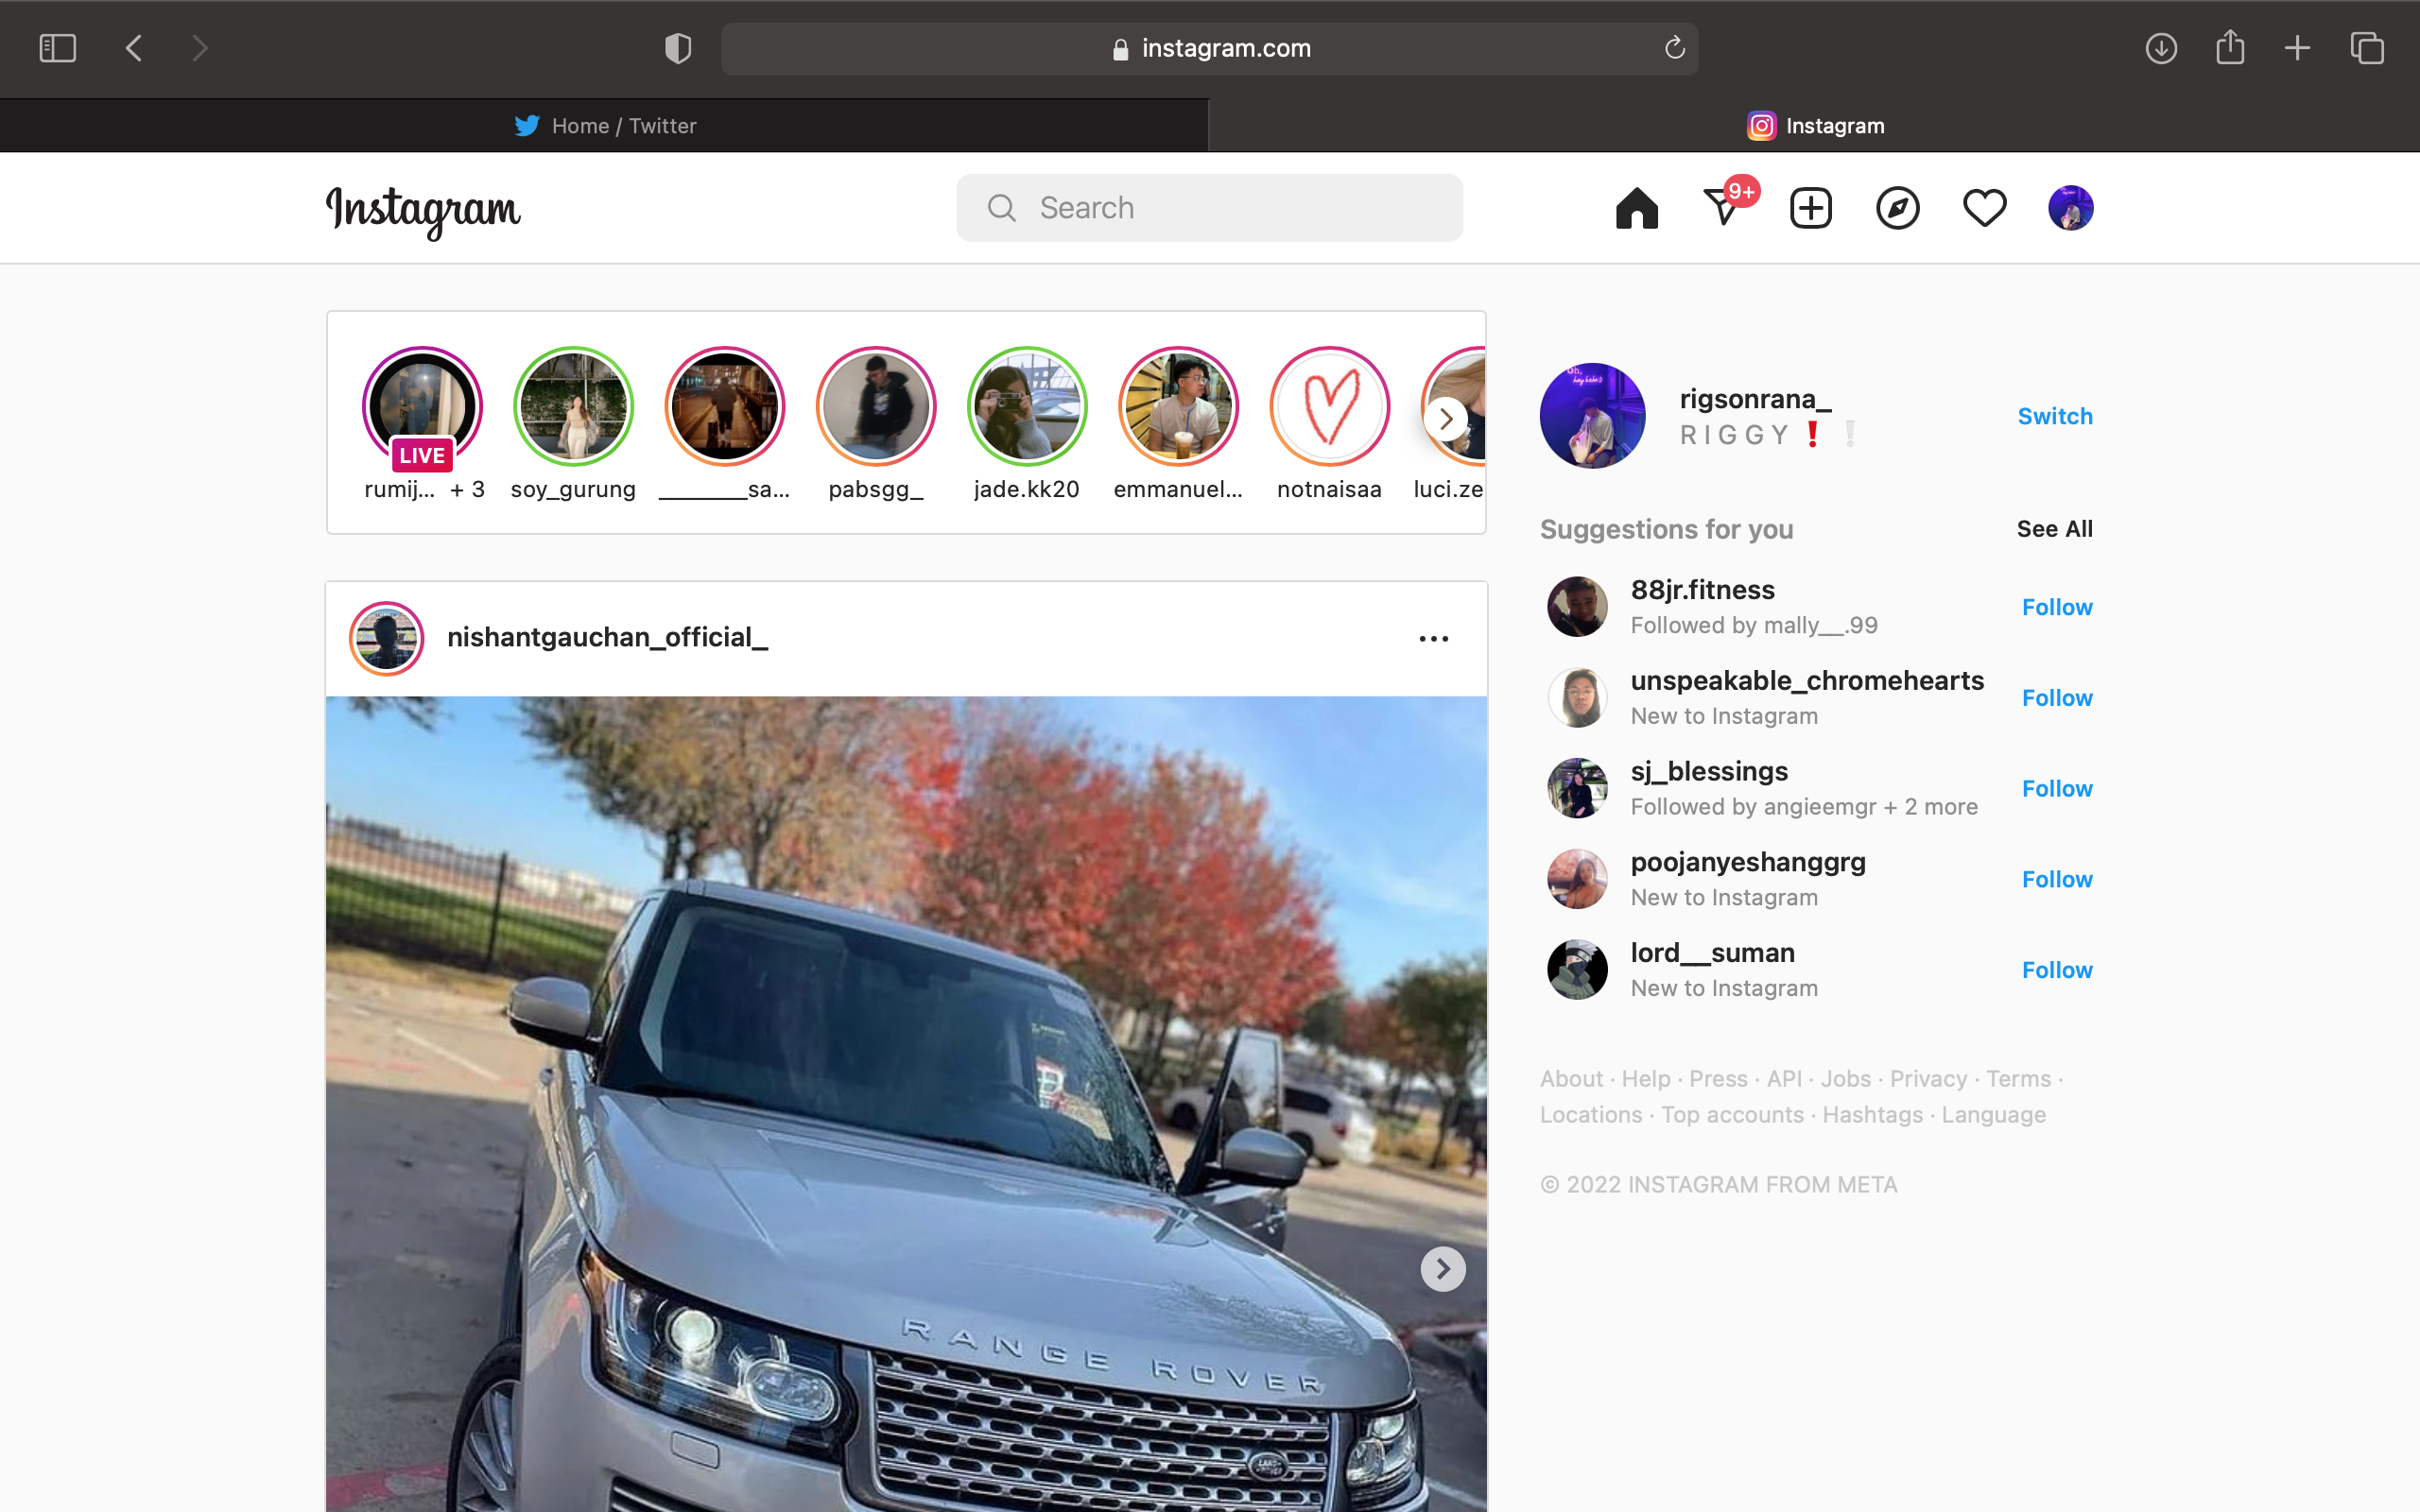 instagram.com
Home / Twitter
Instagram
Instagram
Search
9+
LIVE
rumij... + 3
soy_gurung
________sa...
pabsgg_
jade.kk20
emmanuel...
notnaisaa
luci.ze
rigsonrana_
R I G G Y ❗️ ❕
Switch
Suggestions for you
See All
88jr.fitness
Followed by mally__.99
Follow
unspeakable_chromehearts
New to Instagram
Follow
sj_blessings
Followed by angieemgr + 2 more
Follow
poojanyeshanggrg
New to Instagram
Follow
lord__suman
New to Instagram
Follow
About · Help · Press · API · Jobs · Privacy · Terms ·
Locations · Top accounts · Hashtags · Language
© 2022 INSTAGRAM FROM META
nishantgauchan_official_
RANGE ROVER
LAND-
ROVER